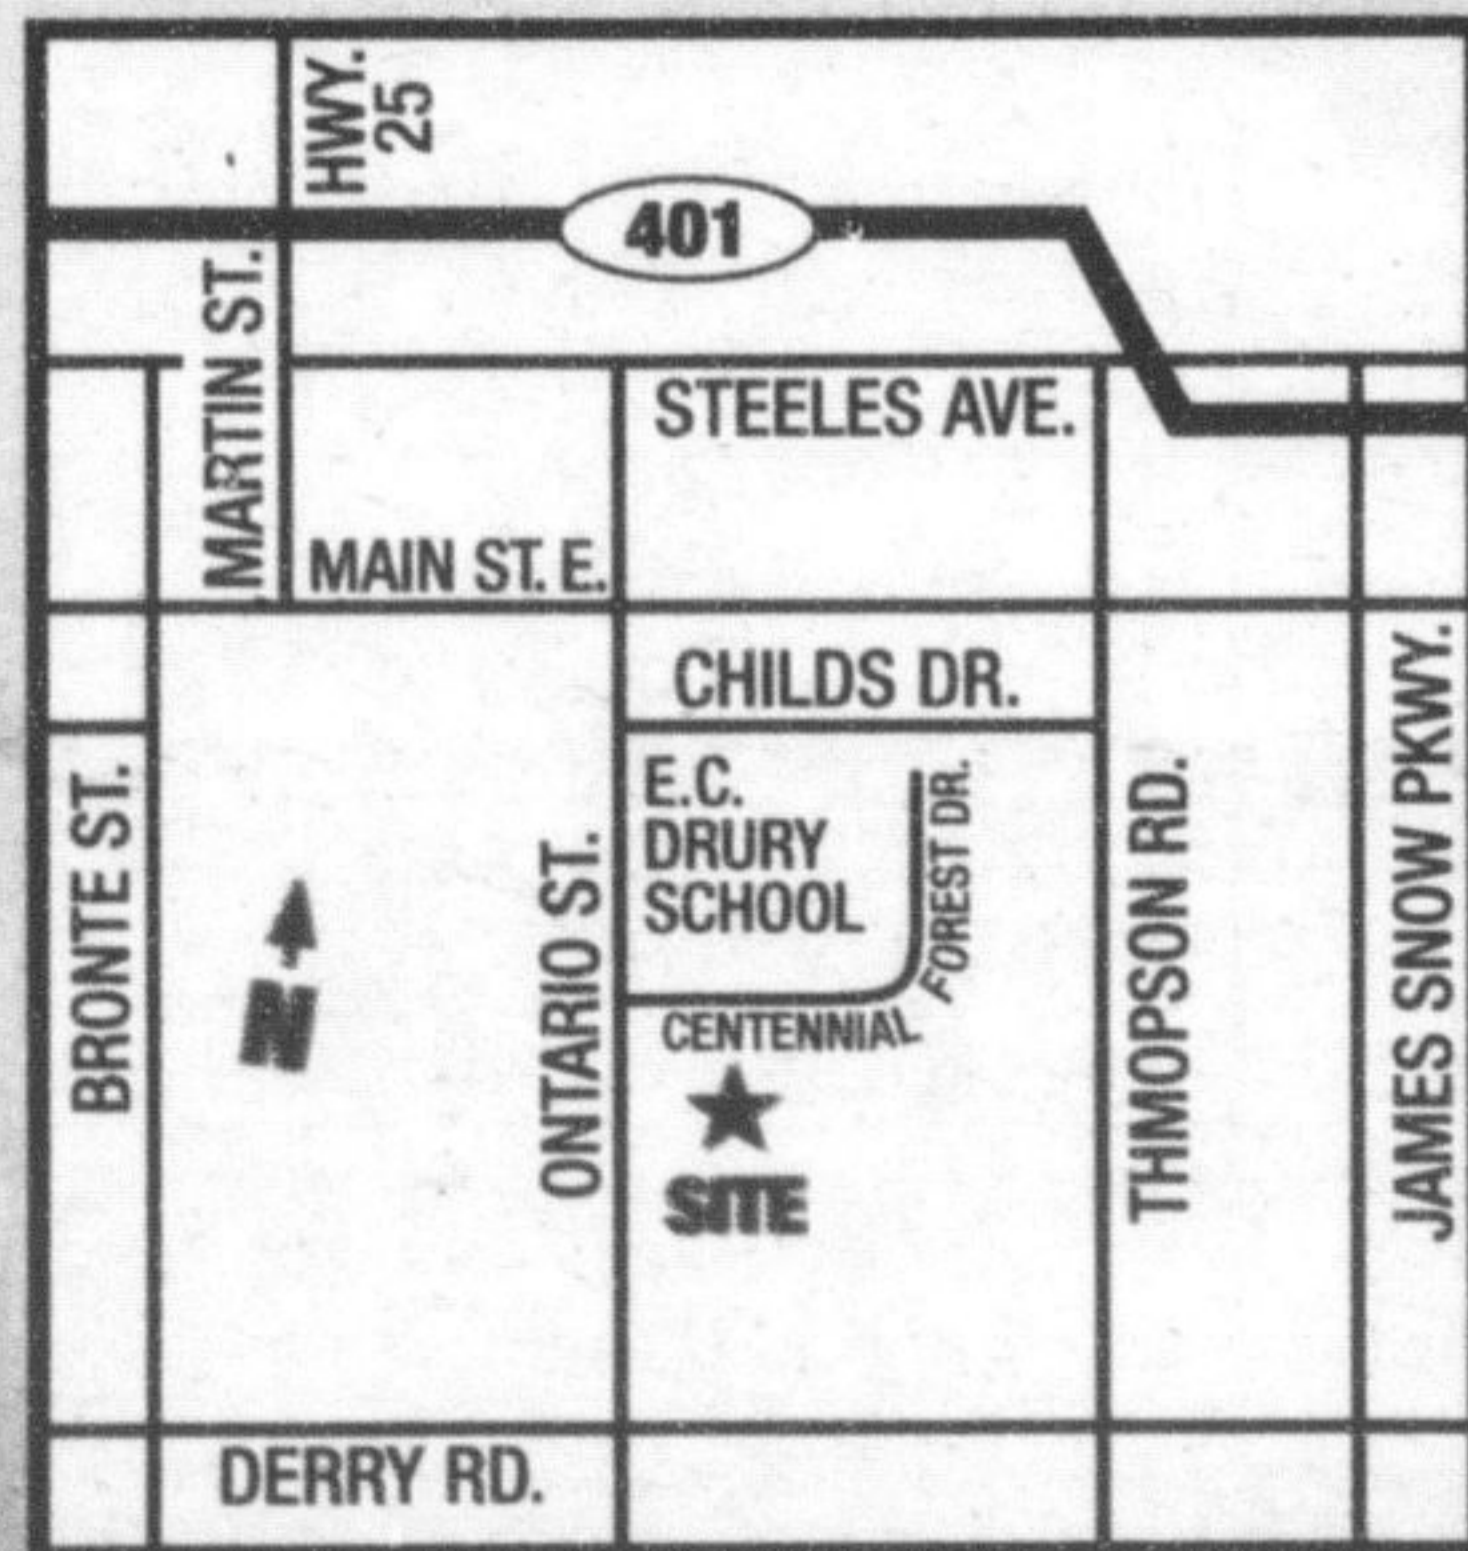 HWY.
25
401
MARTIN ST.
STEELES AVE.
MAIN ST. E.
CHILDS DR.
E.C.
DRURY
SCHOOL
FOREST DR.
CENTENNIAL
BRONTE ST.
N
ONTARIO ST.
SITE
THMOPSON RD.
JAMES SNOW PKWY.
DERRY RD.